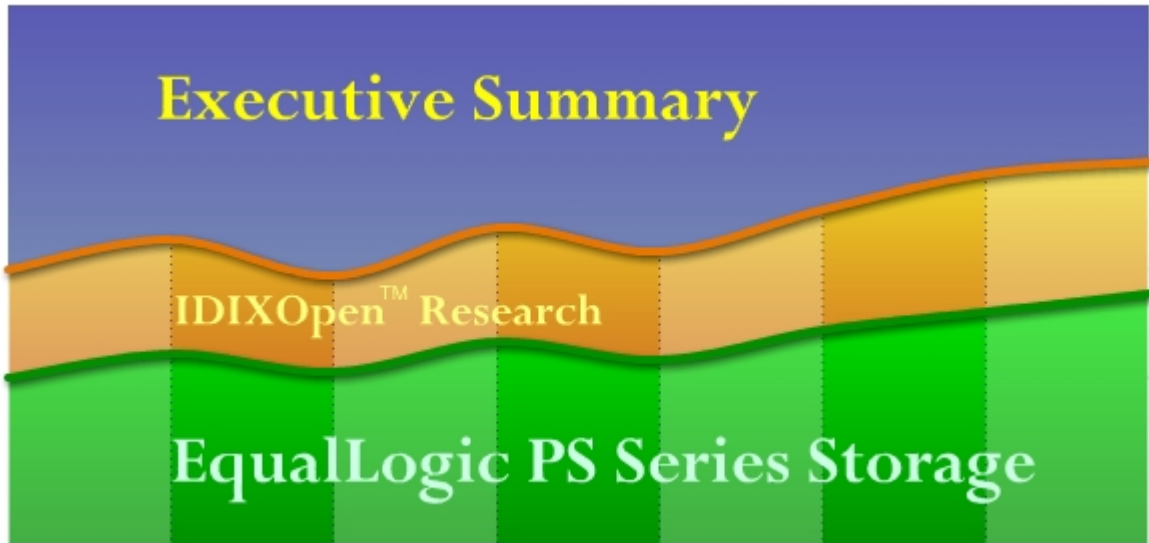 Executive Summary
IDIXOpen™ Research
EqualLogic PS Series Storage